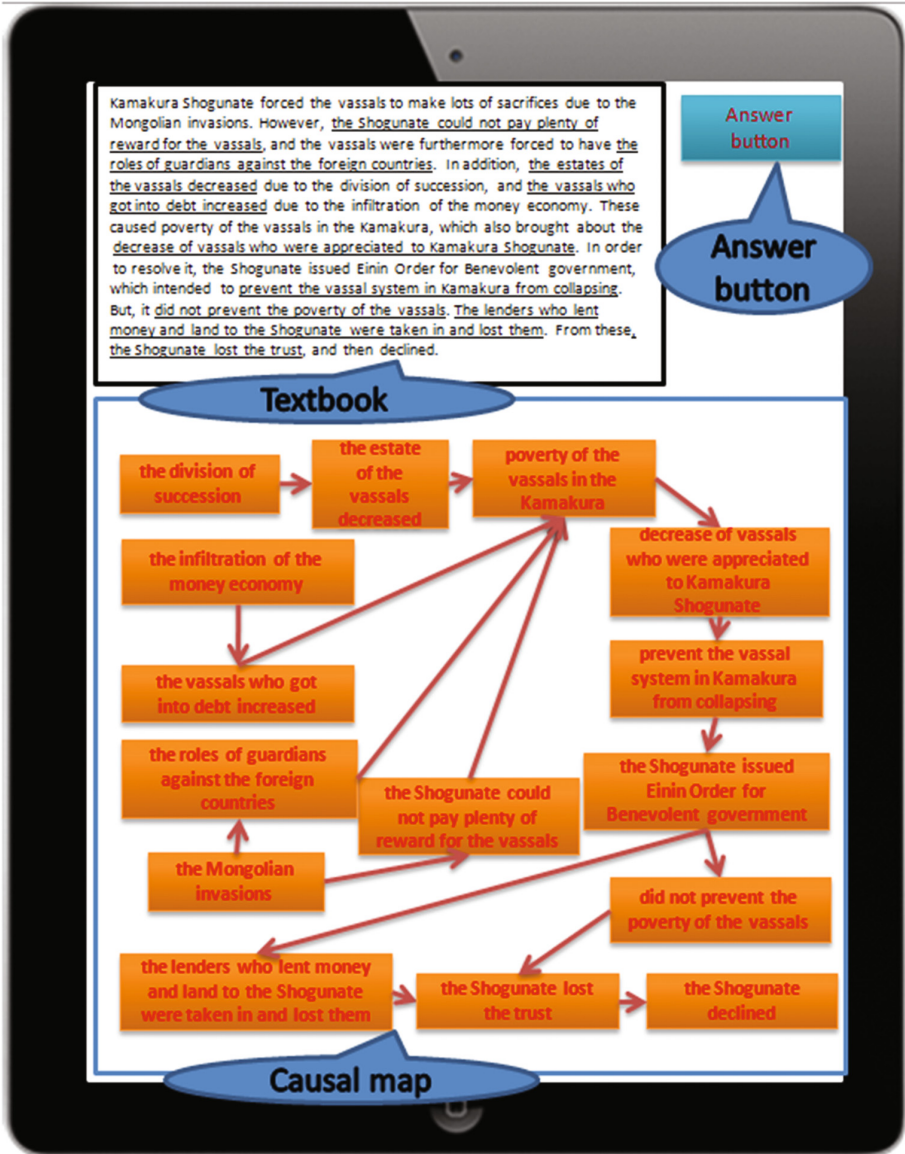 Kamakura Shogunate forced the vassals to make lots of sacrifices due to the
Mongolian invasions. However, the Shogunate could not pay plenty of
reward for the vassals, and the vassals were furthermore forced to have the
roles of guardians against the foreign countries. In addition, the estates of
the vassals decreased due to the division of succession, and the vassals who
got into debt increased due to the infiltration of the money economy. These
caused poverty of the vassals in the Kamakura, which also brought about the
decrease of vassals who were appreciated to Kamakura Shogunate. In order
to resolve it, the Shogunate issued Einin Order for Benevolent government,
which intended to prevent the vassal system in Kamakura from collapsing.
But, it did not prevent the poverty of the vassals. The lenders who lent
money and land to the Shogunate were taken in and lost them. From these,
the Shogunate lost the trust, and then declined.
Answer
button
Answer
button
Textbook
the division of
succession
the estate
of the
vassals
decreased
poverty of the
vassals in the
Kamakura
the infiltration of the
money economy
decrease of vassals
who were appreciated
to Kamakura
Shogunate
the vassals who got
into debt increased
prevent the vassal
system in Kamakura
from collapsing
the roles of guardians
against the foreign
countries
the Shogunate could
not pay plenty of
reward for the vassals
the Shogunate issued
Einin Order for
Benevolent government
the Mongolian
invasions
did not prevent the
poverty of the vassals
the lenders who lent money
and land to the Shogunate
were taken in and lost them
the Shogunate lost
the trust
the Shogunate
declined
Causal map